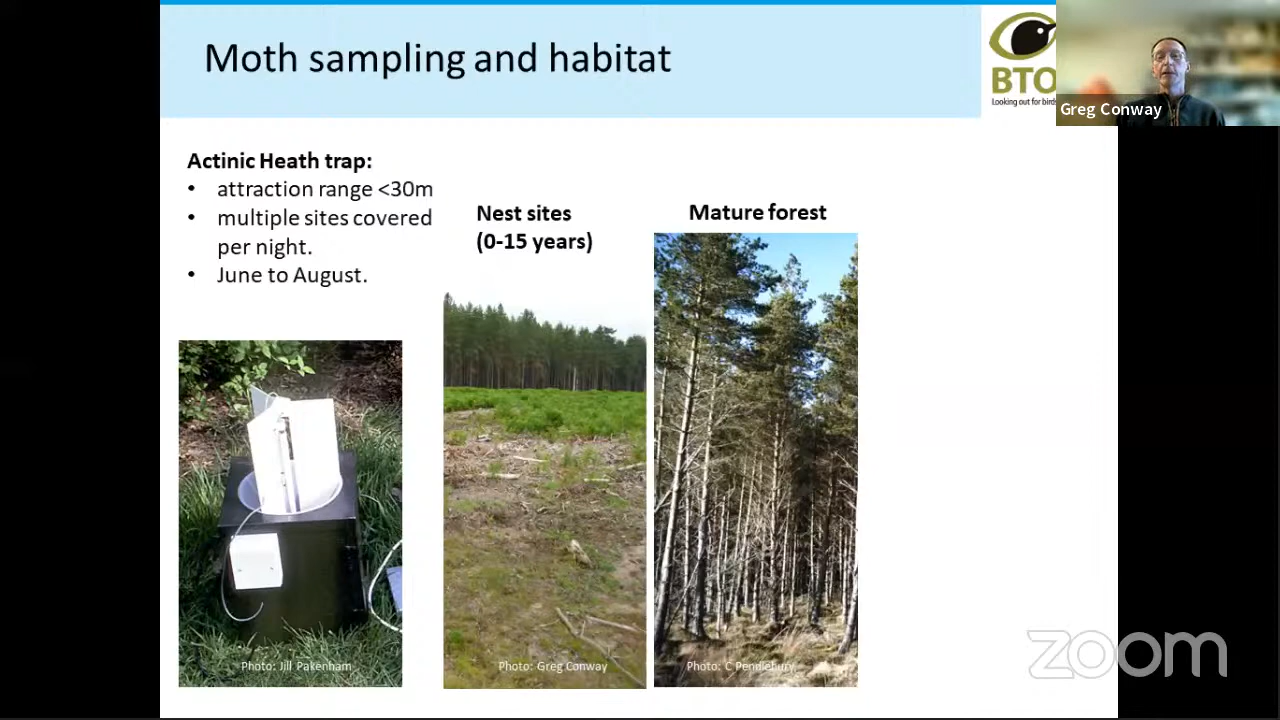 Moth sampling and habitat
BTO
Looking out for birds
Greg Conway
Actinic Heath trap:
• attraction range <30m
• multiple sites covered
per night.
• June to August.
Nest sites
(0-15 years)
Mature forest
Photo: Jill Pakenham
Photo: Greg Conway
Photo: C Pendlebury
zoom